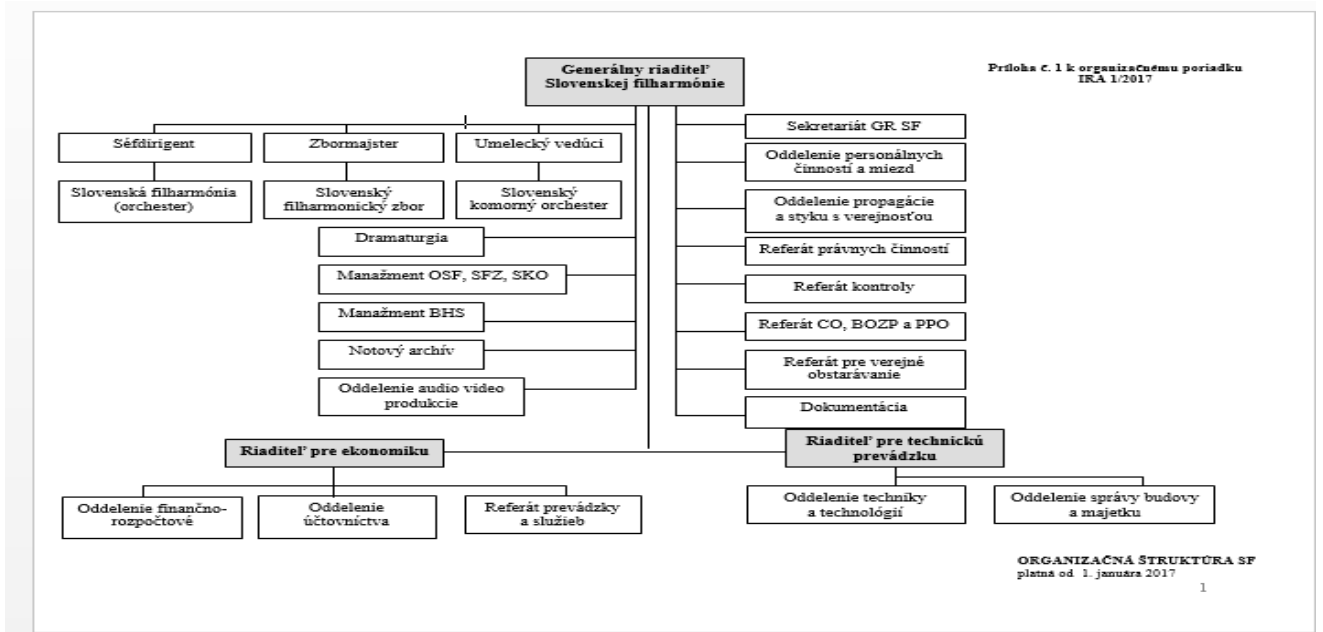 Generálny riaditeľ
Slovenskej filharmónie
Príloha č. 1 k organizačnému poriadku
IRA 1/2017
Séfdirigent
Zbormajster
Umelecký vedúci
Slovenská filharmónia
(orchester)
Slovenský
filharmonický zbor
Slovenský
komorný orchester
Dramaturgia
Manažment OSF, SFZ, SKO
Manažment BHS
Notový archív
Oddelenie audio video
produkcie
Sekretariát GR SF
Oddelenie personálnych
činností a miezd
Oddelenie propagácie
a styku s verejnosťou
Referát právnych činností
Referát kontroly
Referát CO, BOZP a PPO
Referát pre verejné
obstarávanie
Dokumentácia
Riaditeľ pre ekonomiku
Riaditeľ pre technickú
prevádzku
Oddelenie finančno-
rozpočtové
Oddelenie
účtovníctva
Referát prevádzky
a služieb
Oddelenie techniky
a technológií
Oddelenie správy budovy
a majetku
ORGANIZAČNÁ ŠTRUKTÚRA SF
platná od 1. januára 2017
1